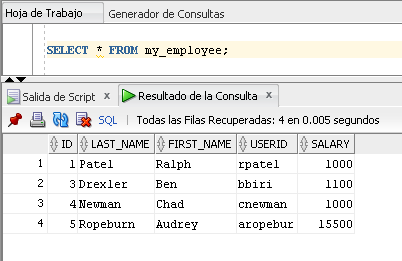 Hoja de Trabajo Generador de Consultas
SELECT * FROM my_employee;
Salida de Script x Resultado de la Consulta x
SQL | Todas las Filas Recuperadas: 4 en 0.005 segundos
ID LAST_NAME FIRST_NAME USERID SALARY
1 1 Patel Ralph rpatel 1000
2 3 Drexler Ben bbiri 1100
3 4 Newman Chad cnewman 1000
4 5 Ropeburn Audrey aropebur 15500